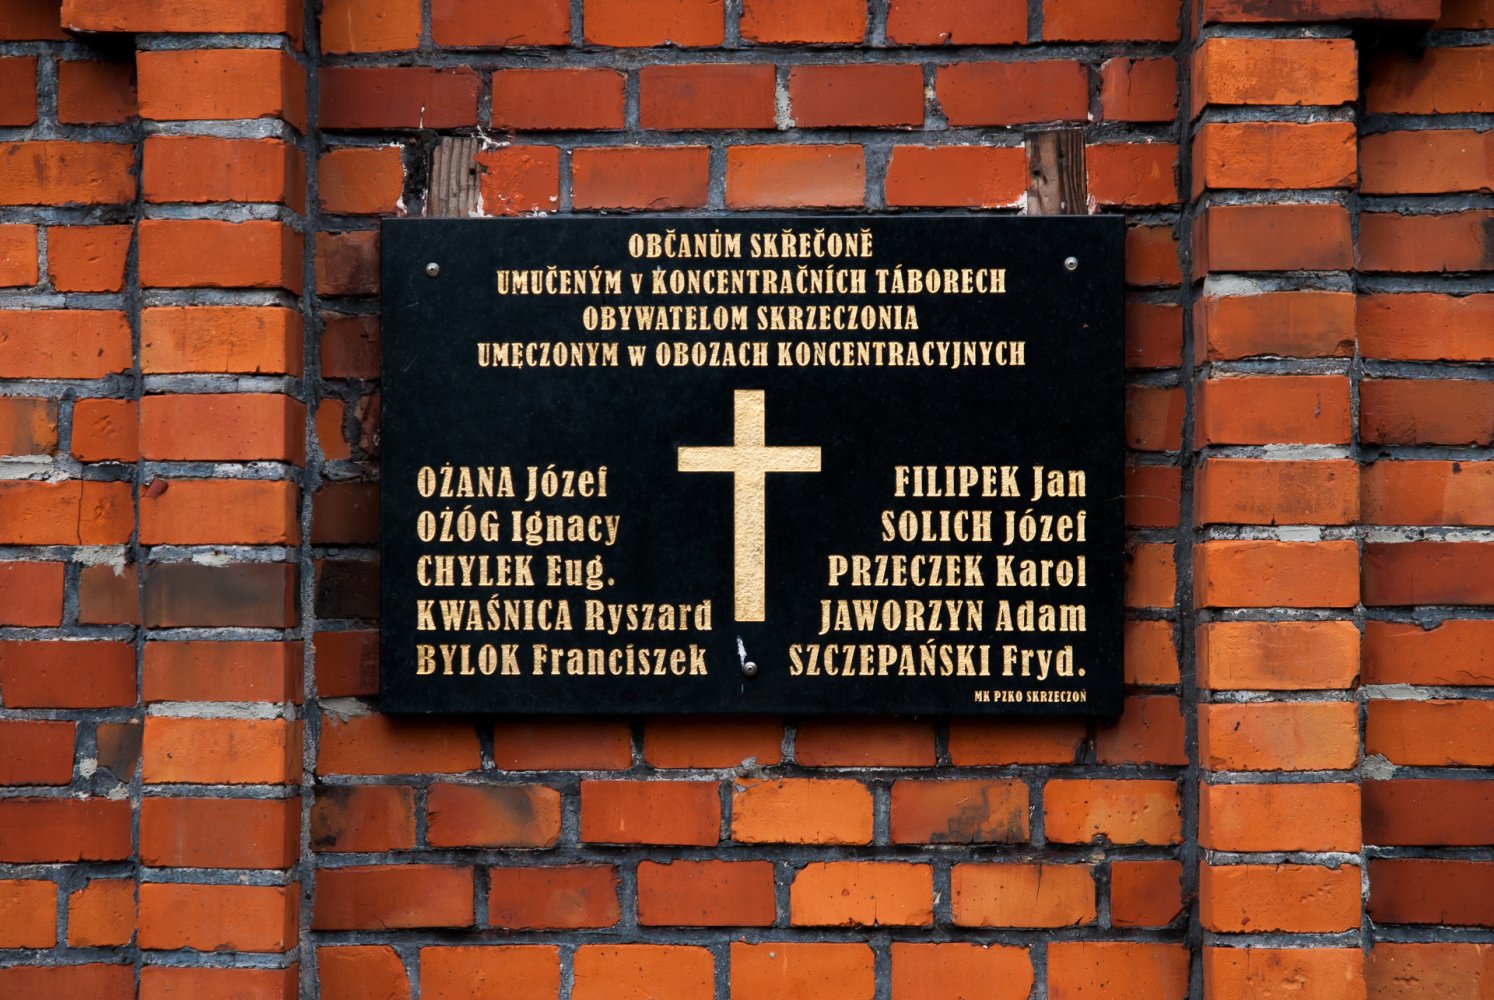 OBČANŮM SKŘEČONĚ
UMUČENÝM V KONCENTRAČNÍCH TÁBORECH
OBYWATELOM SKRZECZONIA
UMĘCZONYM W OBOZACH KONCENTRACYJNYCH
OŻANA Józef
OŻÓG Ignacy
CHYLEK Eug.
KWAŚNICA Ryszard
BYLOK Franciszek
FILIPEK Jan
SOLICH Józef
PRZECZEK Karol
JAWORZYN Adam
SZCZEPAŃSKI Fryd.
MK PZKO SKRZECZOŃ